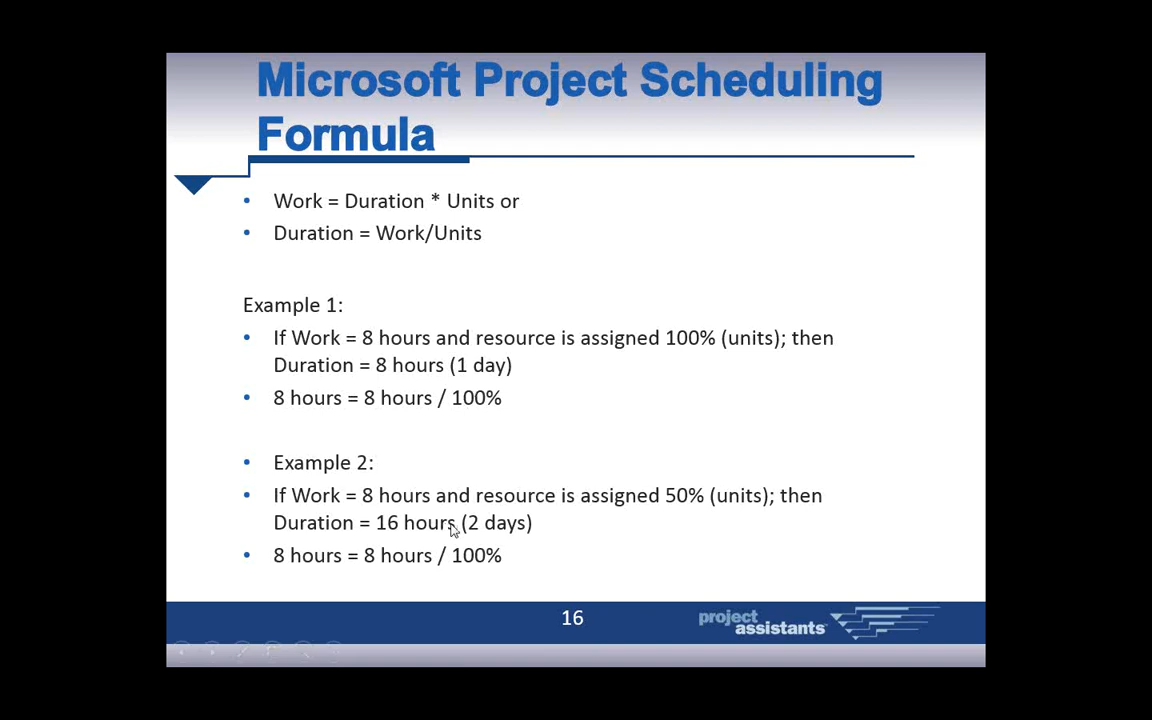 Microsoft Project Scheduling
Formula
• Work = Duration * Units or
• Duration = Work/Units
Example 1:
• If Work = 8 hours and resource is assigned 100% (units); then
Duration = 8 hours (1 day)
• 8 hours = 8 hours / 100%
• Example 2:
• If Work = 8 hours and resource is assigned 50% (units); then
Duration = 16 hours (2 days)
• 8 hours = 8 hours / 100%
16
project
assistants